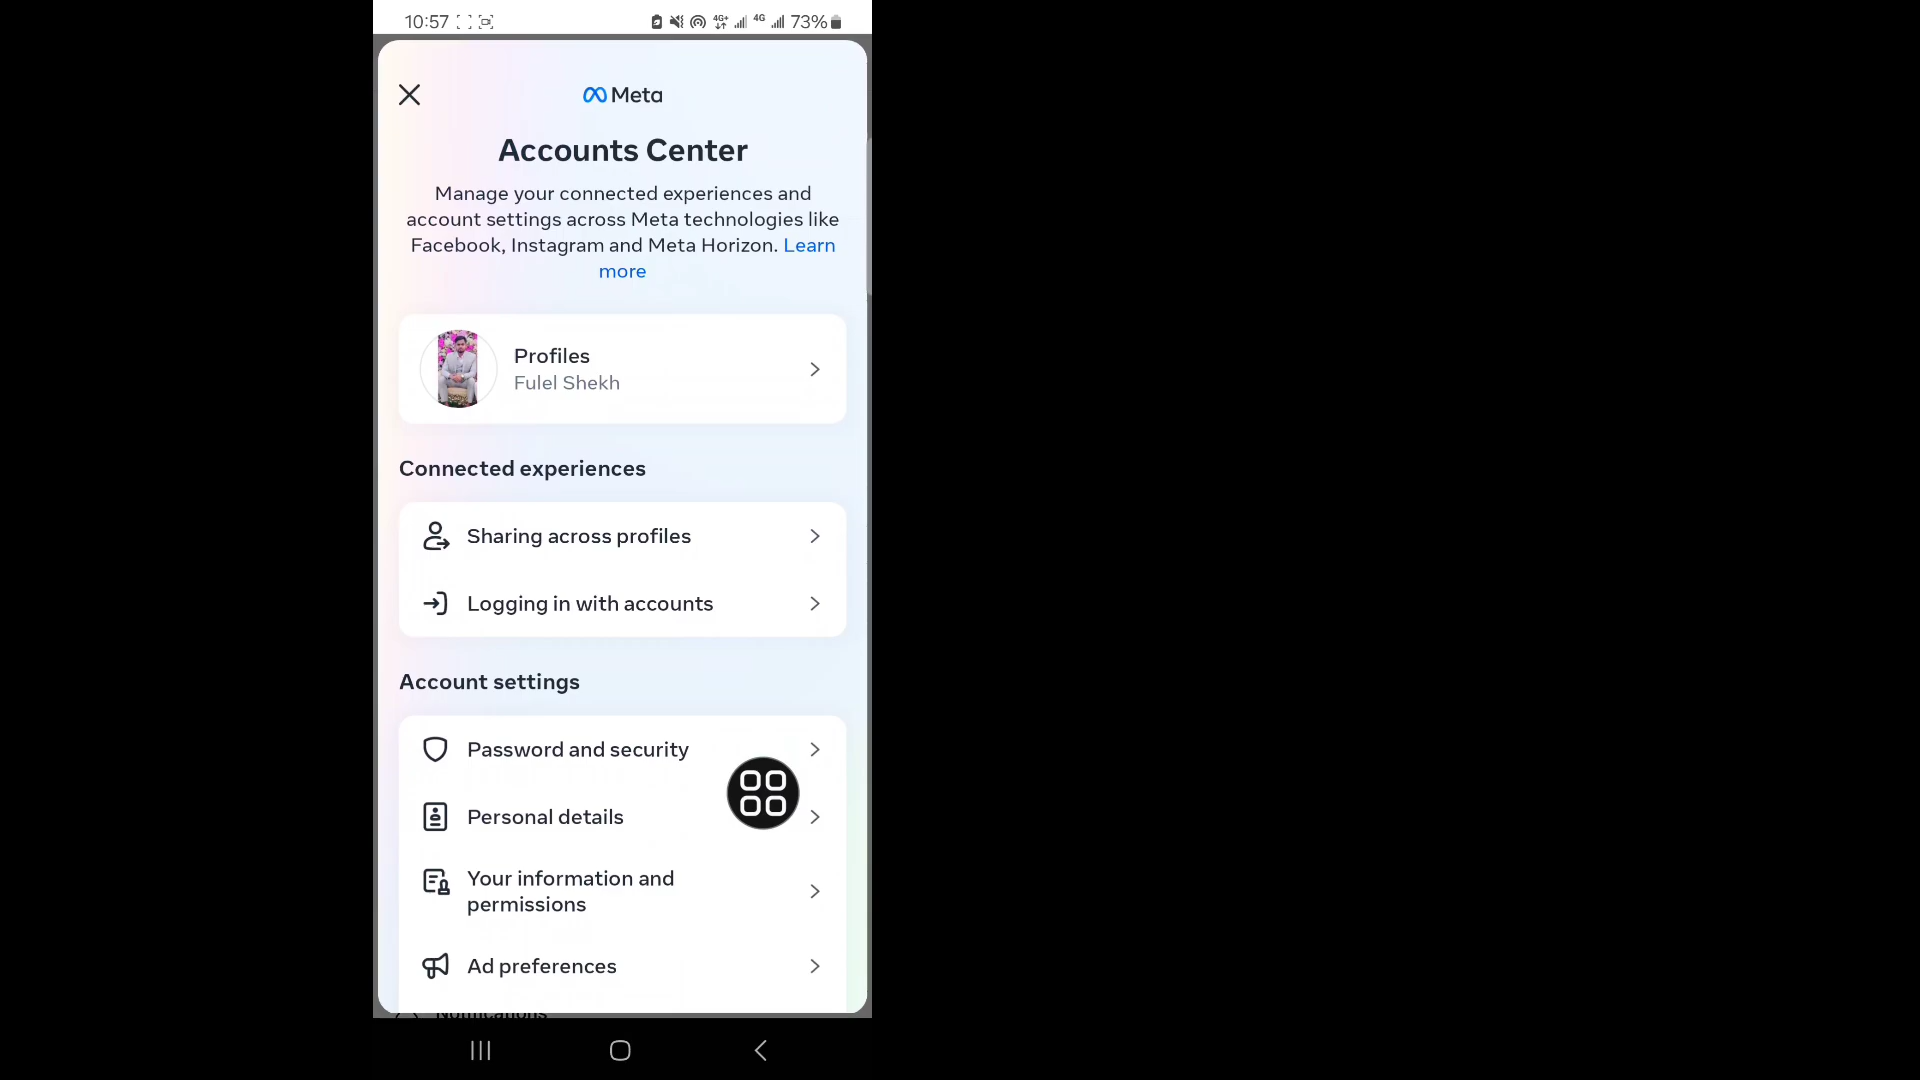 10:57 4G+ 4G 73%
Meta
Accounts Center
Manage your connected experiences and
account settings across Meta technologies like
Facebook, Instagram and Meta Horizon. Learn
more
Profiles
Fulel Shekh
Connected experiences
Sharing across profiles
Logging in with accounts
Account settings
Password and security
Personal details
Your information and
permissions
Ad preferences
Notifications